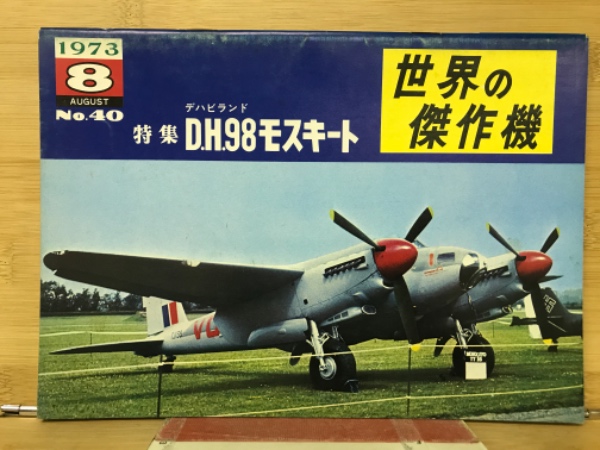 1973
8
AUGUST
No.40
世界の
傑作機
デハビランド
特集 D.H.98モスキート